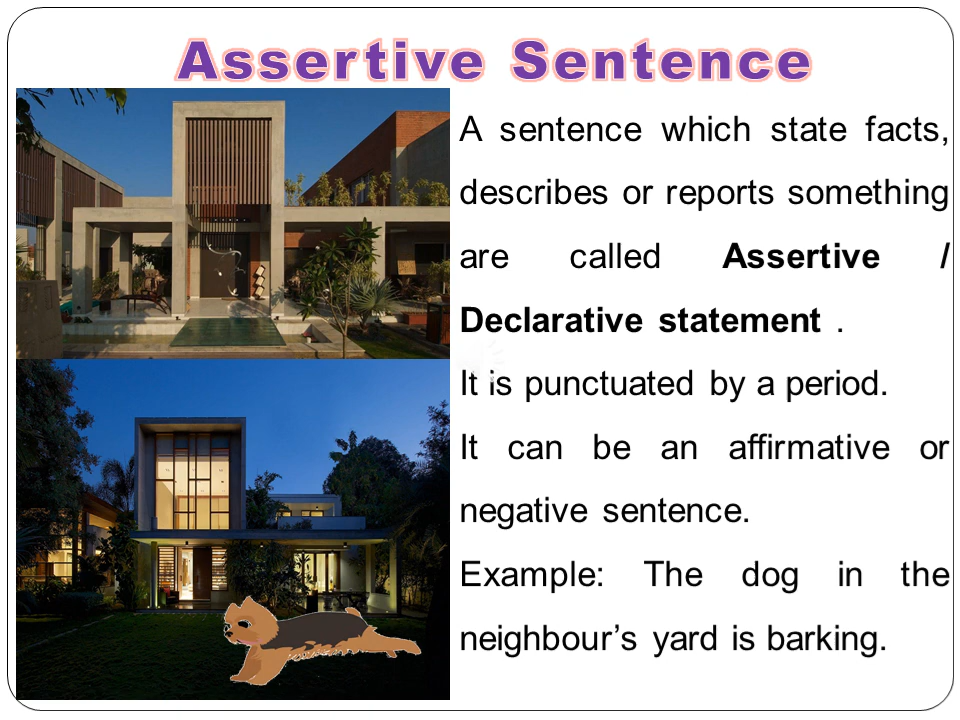 Assertive Sentence
A sentence which state facts,
describes or reports something
are called Assertive /
Declarative statement .
It is punctuated by a period.
It can be an affirmative or
negative sentence.
Example: The dog in the
neighbour’s yard is barking.